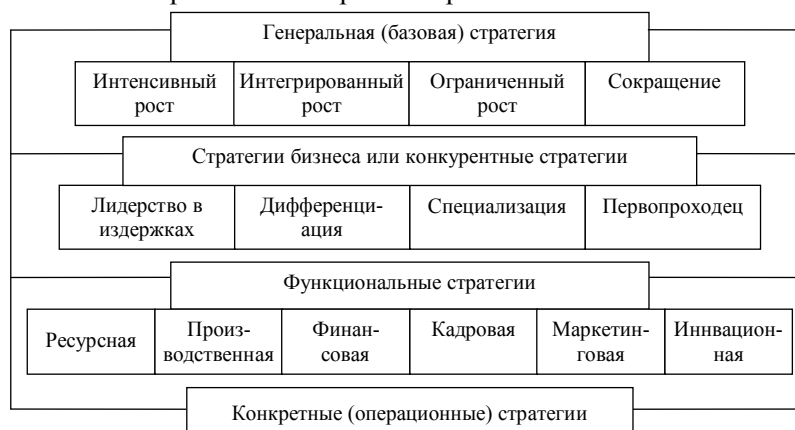 Генеральная (базовая) стратегия
Интенсивный Интегрированный Ограниченный Сокращение
рост рост рост
Стратегии бизнеса или конкурентные стратегии
Лидерство в Дифференци- Специализация Первопроходец
издержках ация
Функциональные стратегии
Ресурсная Произ- Финан- Кадровая Маркетин- Иннвацион-
водственная совая говая ная
Конкретные (операционные) стратегии